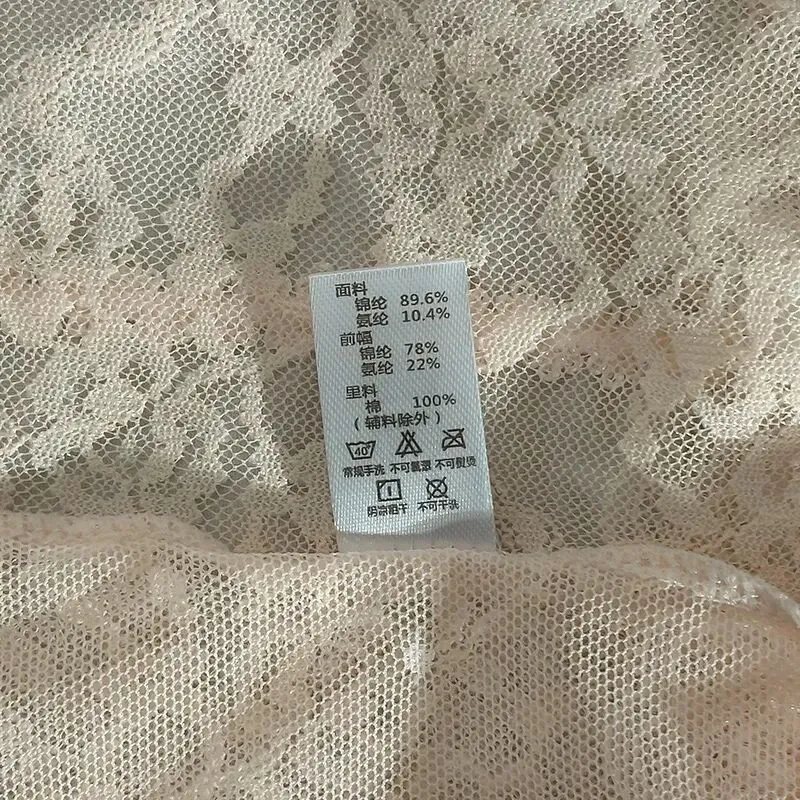 面料
锦纶 89.6%
氨纶 10.4%
前幅
锦纶 78%
氨纶 22%
里料
棉 100%
（辅料除外）
40
常规手洗 不可氯漂 不可熨烫
阴凉晾干 不可干洗